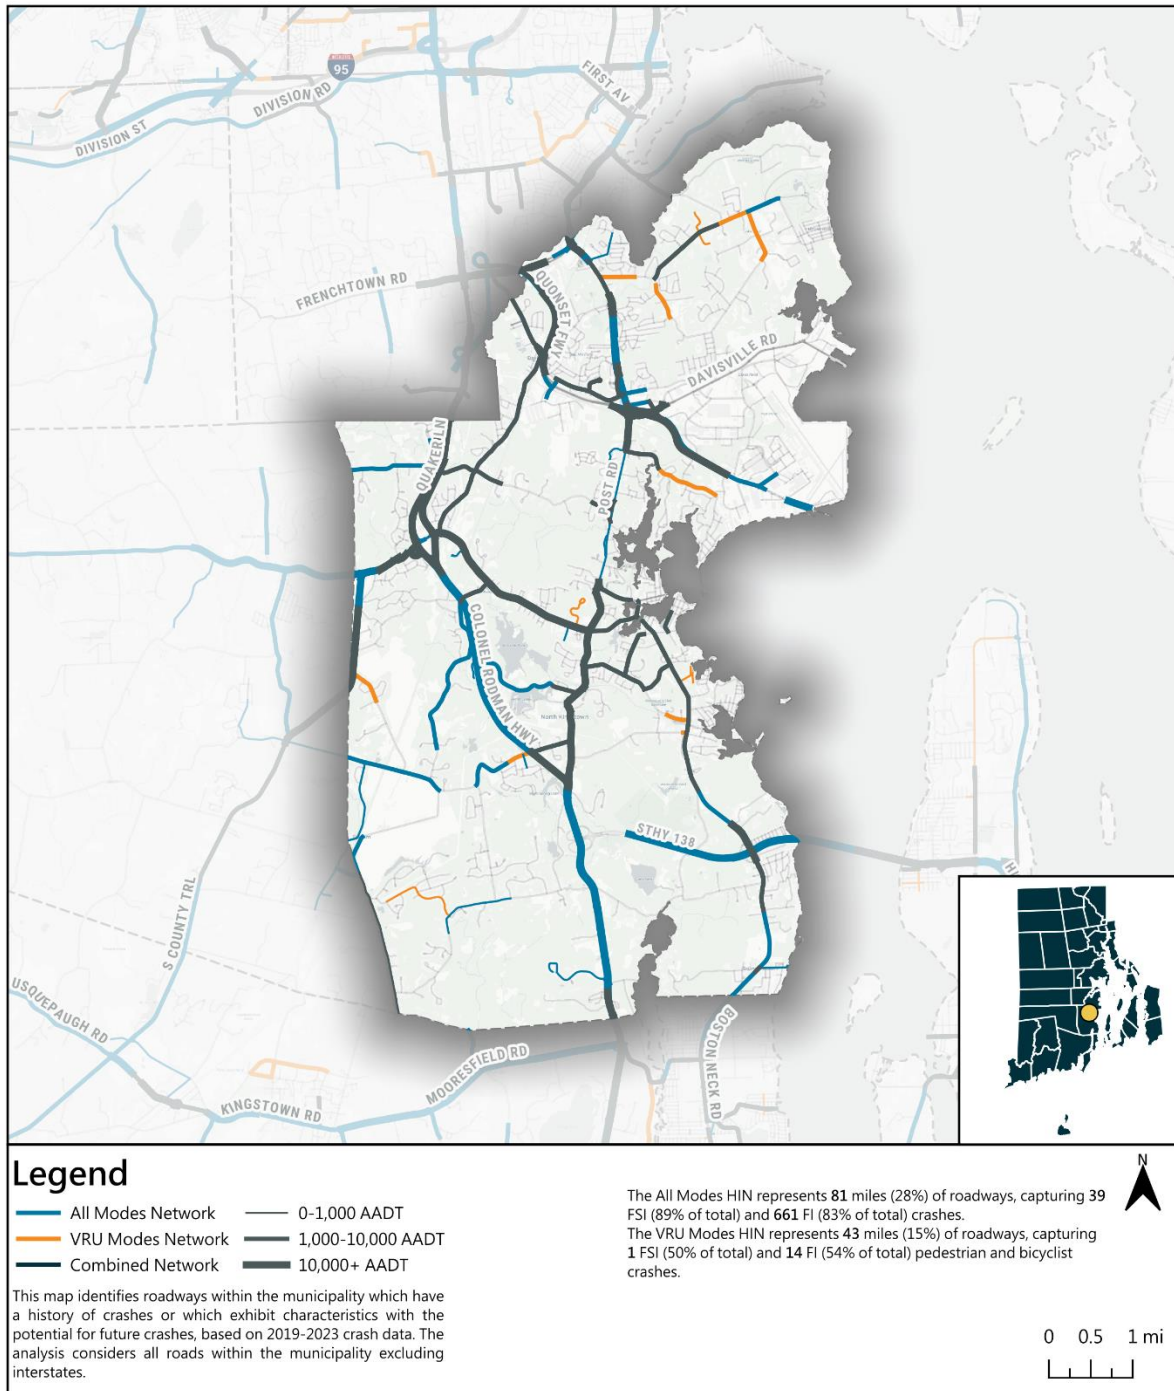 95
FIRST AV
DIVISION RD
DIVISION ST
FRENCHTOWN RD
QUONSET FWY
DAVISVILLE RD
QUAKER LN
POST RD
COLONEL RODMAN HWY
North Kingstown
STHY 138
S COUNTY TRL
USQUEPAUGH RD
MOORESFIELD RD
BOSTON NECK RD
KINGSTOWN RD
Legend
All Modes Network
VRU Modes Network
Combined Network
0-1,000 AADT
1,000-10,000 AADT
10,000+ AADT
This map identifies roadways within the municipality which have
a history of crashes or which exhibit characteristics with the
potential for future crashes, based on 2019-2023 crash data. The
analysis considers all roads within the municipality excluding
interstates.
The All Modes HIN represents 81 miles (28%) of roadways, capturing 39
FSI (89% of total) and 661 FI (83% of total) crashes.
The VRU Modes HIN represents 43 miles (15%) of roadways, capturing
1 FSI (50% of total) and 14 FI (54% of total) pedestrian and bicyclist
crashes.
N
0 0.5 1 mi